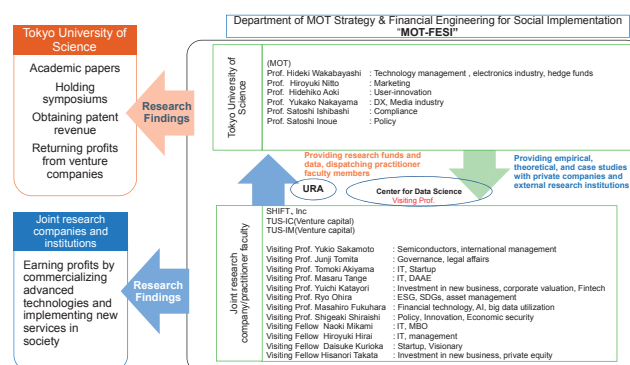 Department of MOT Strategy & Financial Engineering for Social Implementation
"MOT-FESI"
Tokyo University of
Science
Academic papers
Holding
symposiums
Obtaining patent
revenue
Returning profits
from venture
companies
Research
Findings
Tokyo University of
Science
(MOT)
Prof. Hideki Wakabayashi : Technology management , electronics industry, hedge funds
Prof. Hiroyuki Nitto : Marketing
Prof. Hidehiko Aoki : User-innovation
Prof. Yukako Nakayama : DX, Media industry
Prof. Satoshi Ishibashi : Compliance
Prof. Satoshi Inoue : Policy
Providing research funds and
data, dispatching practitioner
faculty members
URA
Center for Data Science
Visiting Prof.
Providing empirical,
theoretical, and case studies
with private companies and
external research institutions
Joint research
companies and
institutions
Earning profits by
commercializing
advanced
technologies and
implementing new
services in
society
Research
Findings
Joint research
company/practitioner faculty
SHIFT., Inc
TUS-IC(Venture capital)
TUS-IM(Venture capital)
Visiting Prof. Yukio Sakamoto : Semiconductors, international management
Visiting Prof. Junji Tomita : Governance, legal affairs
Visiting Prof. Tomoki Akiyama : IT, Startup
Visiting Prof. Masaru Tange : IT, DAAE
Visiting Prof. Yuichi Katayori : Investment in new business, corporate valuation, Fintech
Visiting Prof. Ryo Ohira : ESG, SDGs, asset management
Visiting Prof. Masahiro Fukuhara : Financial technology, AI, big data utilization
Visiting Prof. Shigeaki Shiraishi : Policy, Innovation, Economic security
Visiting Fellow Naoki Mikami : IT, MBO
Visiting Fellow Hiroyuki Hirai : IT, management
Visiting Fellow Daisuke Kurioka : Startup, Visionary
Visiting Fellow Hisanori Takata : Investment in new business, private equity